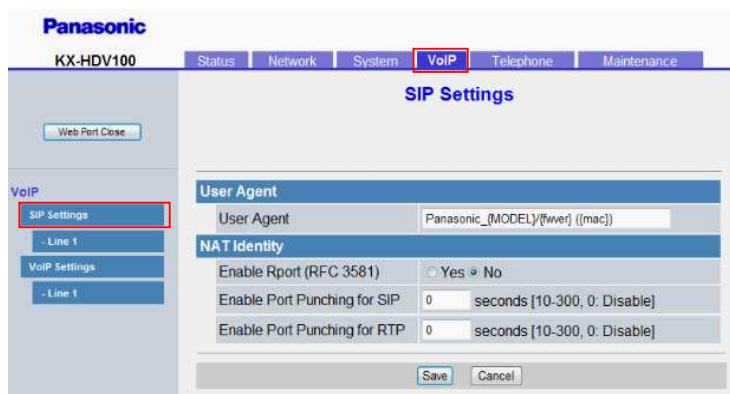 Panasonic
KX-HDV100
Status Network System VoIP Telephone Maintenance
SIP Settings
Web Port Close
VoIP
SIP Settings
- Line 1
VoIP Settings
- Line 1
User Agent
User Agent Panasonic_{MODEL}/{fwver} ({mac})
NAT Identity
Enable Rport (RFC 3581) Yes No
Enable Port Punching for SIP 0 seconds [10-300, 0: Disable]
Enable Port Punching for RTP 0 seconds [10-300, 0: Disable]
Save Cancel